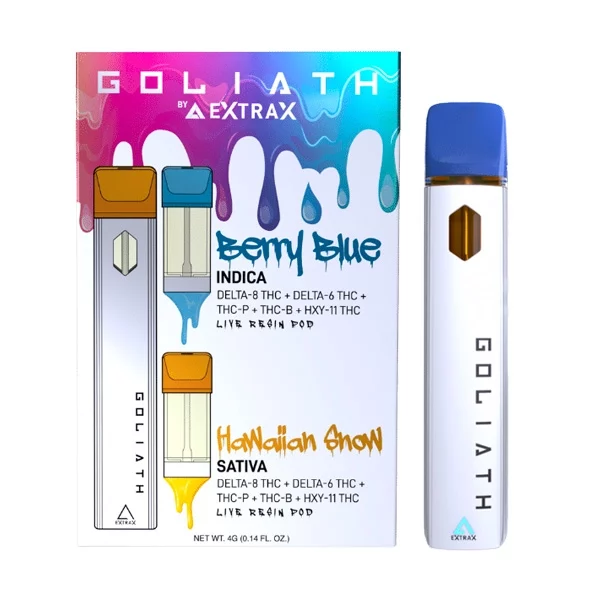 GOLIATH
BY EXTRAX
Berry Blue
INDICA
DELTA-8 THC + DELTA-6 THC +
THC-P + THC-B + HXY-11 THC
LIVE RESIN POD
Hawaiian Snow
SATIVA
DELTA-8 THC + DELTA-6 THC +
THC-P + THC-B + HXY-11 THC
LIVE RESIN POD
NET WT. 4G (0.14 FL. OZ.)
GOLIATH
EXTRAX
GOLIATH
EXTRAX